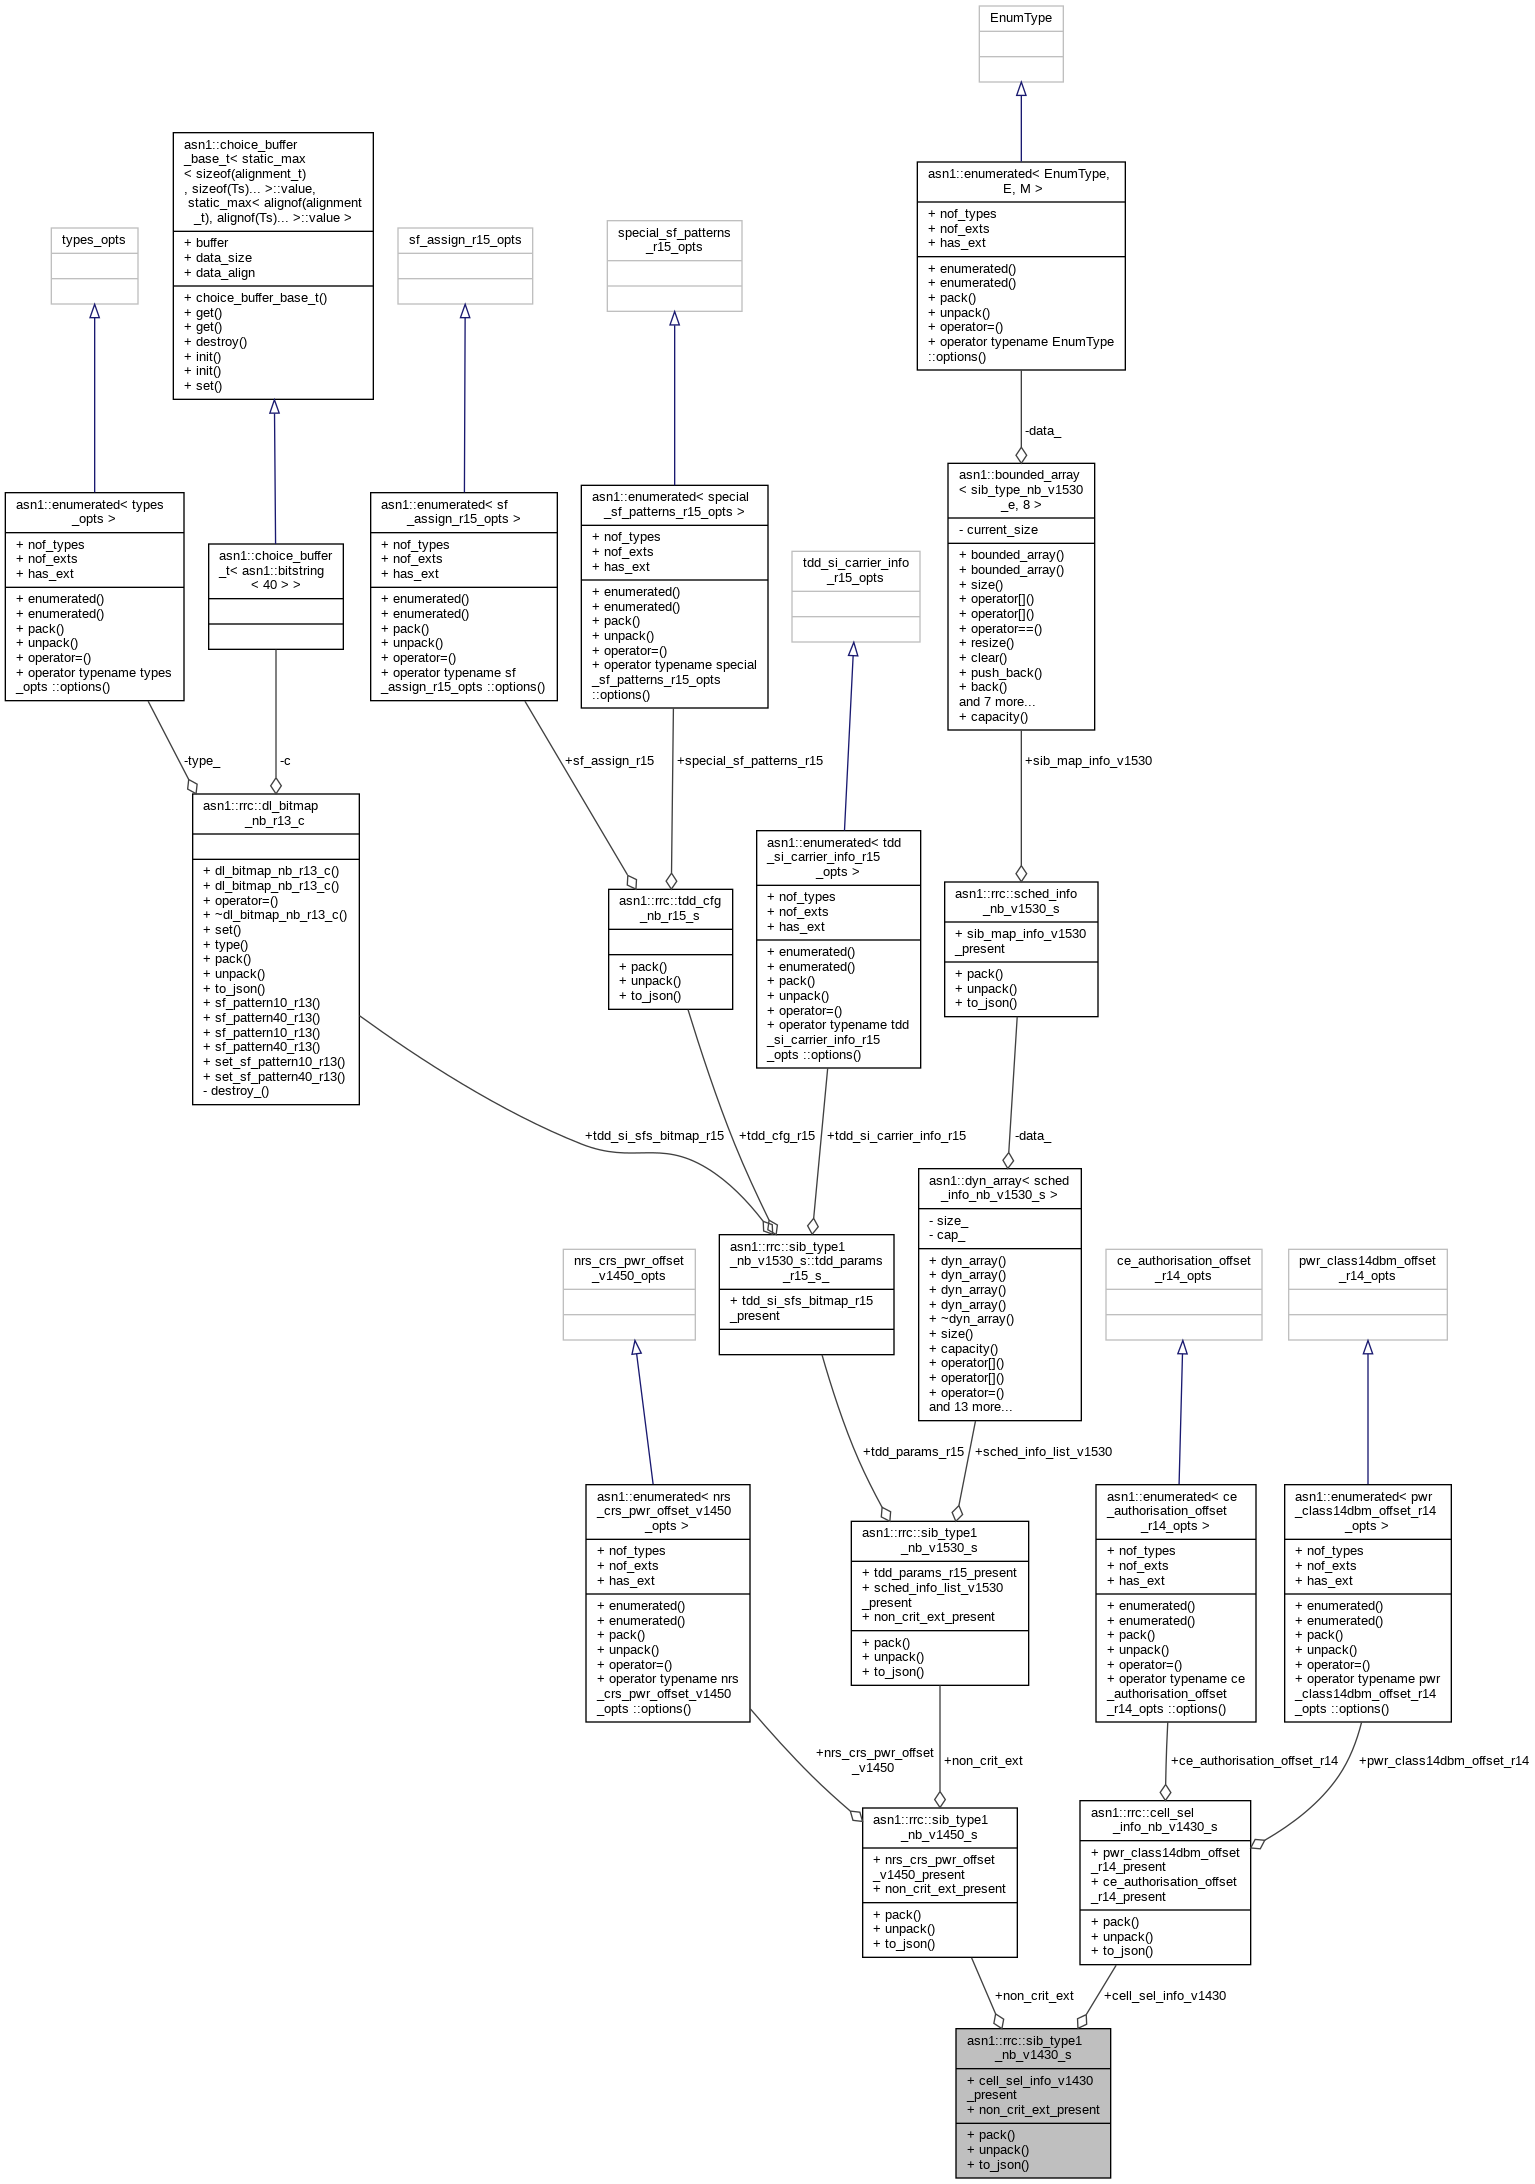 EnumType
asn1::choice_buffer
_base_t< static_max
< sizeof(alignment_t)
, sizeof(Ts)... >::value,
static_max< alignof(alignment
_t), alignof(Ts)... >::value >
+ buffer
+ data_size
+ data_align
+ choice_buffer_base_t()
+ get()
+ get()
+ destroy()
+ init()
+ init()
+ set()
asn1::enumerated< EnumType,
E, M >
+ nof_types
+ nof_exts
+ has_ext
+ enumerated()
+ enumerated()
+ pack()
+ unpack()
+ operator=()
+ operator typename EnumType
::options()
types_opts
sf_assign_r15_opts
special_sf_patterns
_r15_opts
-data_
asn1::bounded_array
< sib_type_nb_v1530
_e, 8 >
- current_size
+ bounded_array()
+ bounded_array()
+ size()
+ operator[]()
+ operator[]()
+ operator==()
+ resize()
+ clear()
+ push_back()
+ back()
and 7 more...
+ capacity()
asn1::enumerated< types
_opts >
+ nof_types
+ nof_exts
+ has_ext
+ enumerated()
+ enumerated()
+ pack()
+ unpack()
+ operator=()
+ operator typename types
_opts ::options()
asn1::choice_buffer
_t< asn1::bitstring
< 40 > >
asn1::enumerated< sf
_assign_r15_opts >
+ nof_types
+ nof_exts
+ has_ext
+ enumerated()
+ enumerated()
+ pack()
+ unpack()
+ operator=()
+ operator typename sf
_assign_r15_opts ::options()
asn1::enumerated< special
_sf_patterns_r15_opts >
+ nof_types
+ nof_exts
+ has_ext
+ enumerated()
+ enumerated()
+ pack()
+ unpack()
+ operator=()
+ operator typename special
_sf_patterns_r15_opts
::options()
tdd_si_carrier_info
_r15_opts
-type_
-c
+sf_assign_r15
+special_sf_patterns_r15
+sib_map_info_v1530
asn1::rrc::dl_bitmap
_nb_r13_c
+ dl_bitmap_nb_r13_c()
+ dl_bitmap_nb_r13_c()
+ operator=()
+ ~dl_bitmap_nb_r13_c()
+ set()
+ type()
+ pack()
+ unpack()
+ to_json()
+ sf_pattern10_r13()
+ sf_pattern40_r13()
+ sf_pattern10_r13()
+ sf_pattern40_r13()
+ set_sf_pattern10_r13()
+ set_sf_pattern40_r13()
- destroy_()
asn1::rrc::tdd_cfg
_nb_r15_s
+ pack()
+ unpack()
+ to_json()
asn1::enumerated< tdd
_si_carrier_info_r15
_opts >
+ nof_types
+ nof_exts
+ has_ext
+ enumerated()
+ enumerated()
+ pack()
+ unpack()
+ operator=()
+ operator typename tdd
_si_carrier_info_r15
_opts ::options()
asn1::rrc::sched_info
_nb_v1530_s
+ sib_map_info_v1530
_present
+ pack()
+ unpack()
+ to_json()
+tdd_si_sfs_bitmap_r15
+tdd_cfg_r15
+tdd_si_carrier_info_r15
-data_
asn1::rrc::sib_type1
_nb_v1530_s::tdd_params
_r15_s_
+ tdd_si_sfs_bitmap_r15
_present
asn1::dyn_array< sched
_info_nb_v1530_s >
- size_
- cap_
+ dyn_array()
+ dyn_array()
+ dyn_array()
+ dyn_array()
+ ~dyn_array()
+ size()
+ capacity()
+ operator[]()
+ operator[]()
+ operator=()
and 13 more...
nrs_crs_pwr_offset
_v1450_opts
ce_authorisation_offset
_r14_opts
pwr_class14dbm_offset
_r14_opts
+tdd_params_r15
+sched_info_list_v1530
asn1::enumerated< nrs
_crs_pwr_offset_v1450
_opts >
+ nof_types
+ nof_exts
+ has_ext
+ enumerated()
+ enumerated()
+ pack()
+ unpack()
+ operator=()
+ operator typename nrs
_crs_pwr_offset_v1450
_opts ::options()
asn1::rrc::sib_type1
_nb_v1530_s
+ tdd_params_r15_present
+ sched_info_list_v1530
_present
+ non_crit_ext_present
+ pack()
+ unpack()
+ to_json()
asn1::enumerated< ce
_authorisation_offset
_r14_opts >
+ nof_types
+ nof_exts
+ has_ext
+ enumerated()
+ enumerated()
+ pack()
+ unpack()
+ operator=()
+ operator typename ce
_authorisation_offset
_r14_opts ::options()
asn1::enumerated< pwr
_class14dbm_offset_r14
_opts >
+ nof_types
+ nof_exts
+ has_ext
+ enumerated()
+ enumerated()
+ pack()
+ unpack()
+ operator=()
+ operator typename pwr
_class14dbm_offset_r14
_opts ::options()
+nrs_crs_pwr_offset
_v1450
+non_crit_ext
+ce_authorisation_offset_r14
+pwr_class14dbm_offset_r14
asn1::rrc::sib_type1
_nb_v1450_s
+ nrs_crs_pwr_offset
_v1450_present
+ non_crit_ext_present
+ pack()
+ unpack()
+ to_json()
asn1::rrc::cell_sel
_info_nb_v1430_s
+ pwr_class14dbm_offset
_r14_present
+ ce_authorisation_offset
_r14_present
+ pack()
+ unpack()
+ to_json()
+non_crit_ext
+cell_sel_info_v1430
asn1::rrc::sib_type1
_nb_v1430_s
+ cell_sel_info_v1430
_present
+ non_crit_ext_present
+ pack()
+ unpack()
+ to_json()